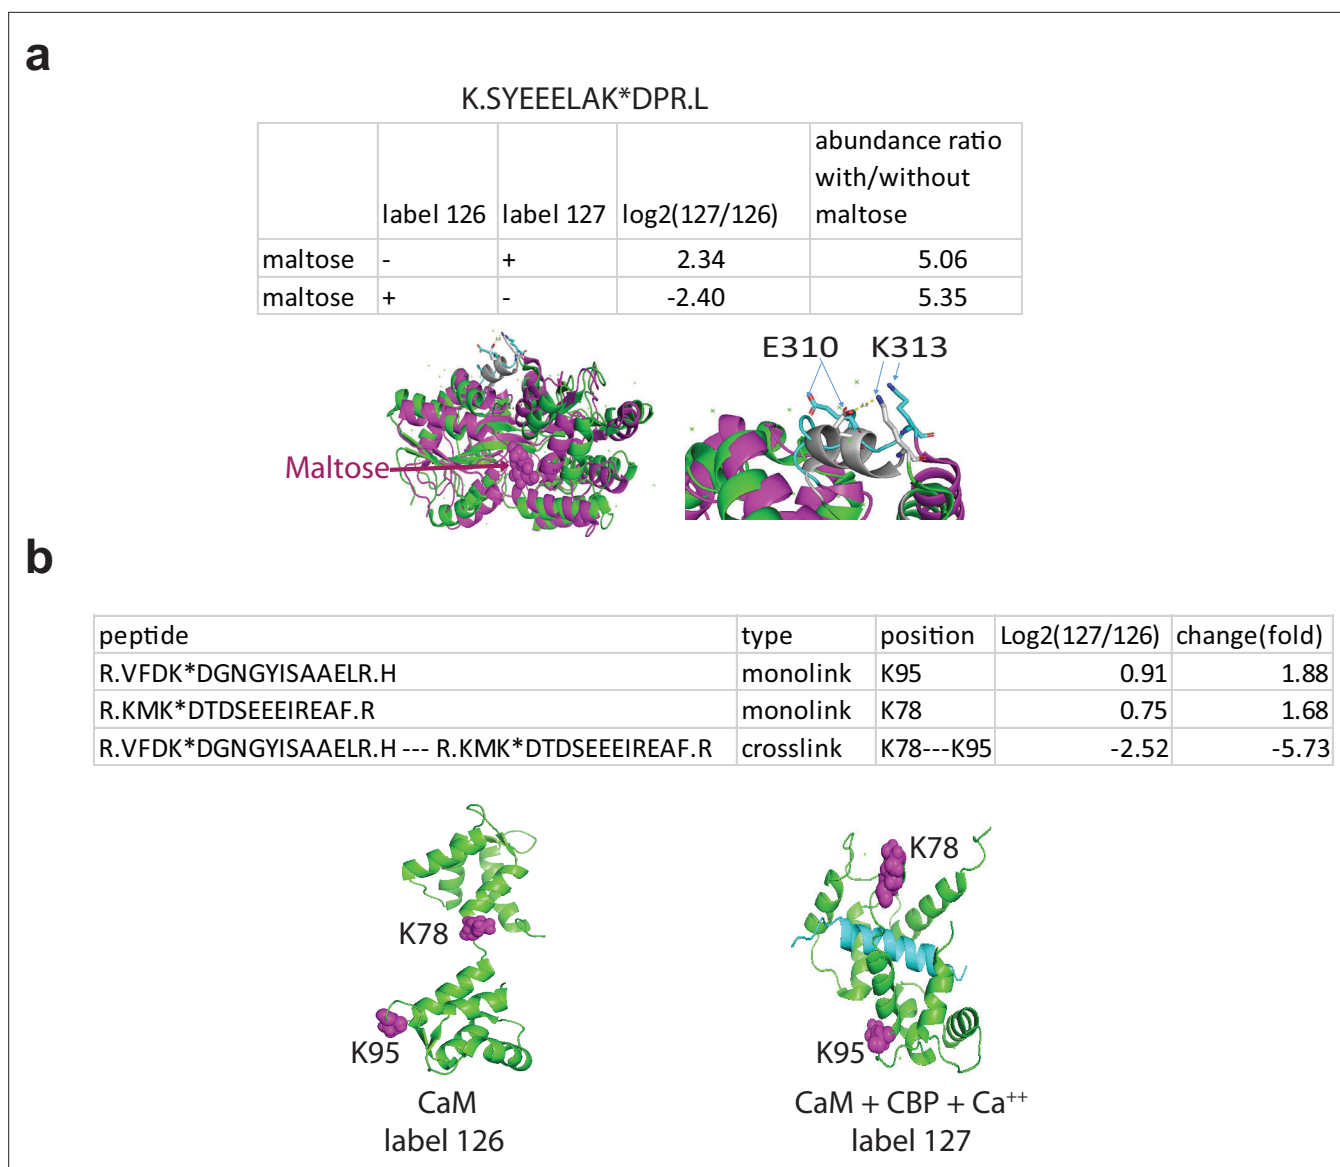 a
K.SYEEELAK*DPR.L
label 126 label 127 log2(127/126) abundance ratio with/without maltose
maltose - + 2.34 5.06
maltose + - -2.40 5.35
Maltose
E310 K313
b
peptide type position Log2(127/126) change(fold)
R.VFDK*DGNGYISAAELR.H monolink K95 0.91 1.88
R.KMK*DTDSEEEIREAF.R monolink K78 0.75 1.68
R.VFDK*DGNGYISAAELR.H --- R.KMK*DTDSEEEIREAF.R crosslink K78---K95 -2.52 -5.73
K78
K95
CaM
label 126
K78
K95
CaM + CBP + Ca⁺⁺
label 127